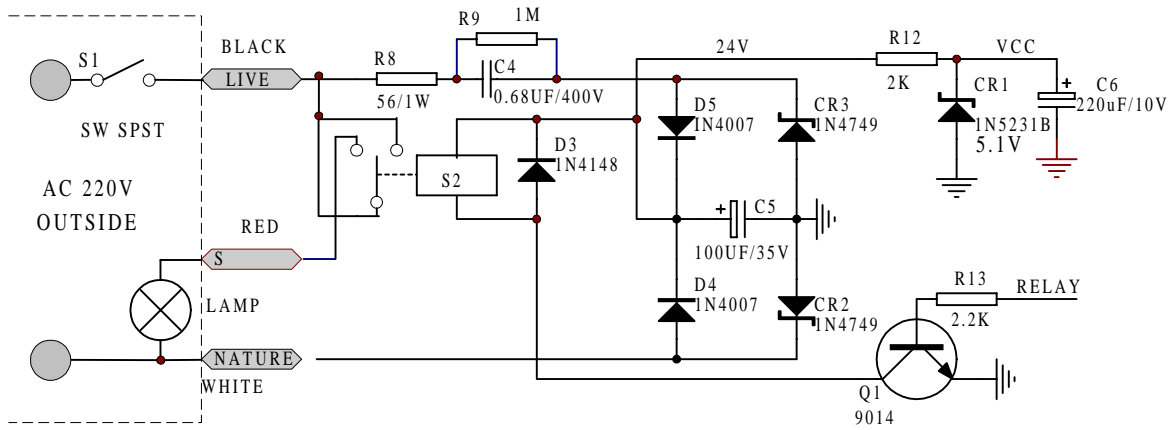 R9
1M
S1
BLACK
LIVE
R8
56/1W
C4
0.68UF/400V
24V
R12
2K
VCC
C6
220uF/10V
CR1
1N5231B
5.1V
SW SPST
D5
IN4007
CR3
1N4749
D3
1N4148
S2
AC 220V
OUTSIDE
RED
S
C5
100UF/35V
LAMP
D4
1N4007
CR2
1N4749
R13
2.2K
RELAY
NATURE
WHITE
Q1
9014
+
+